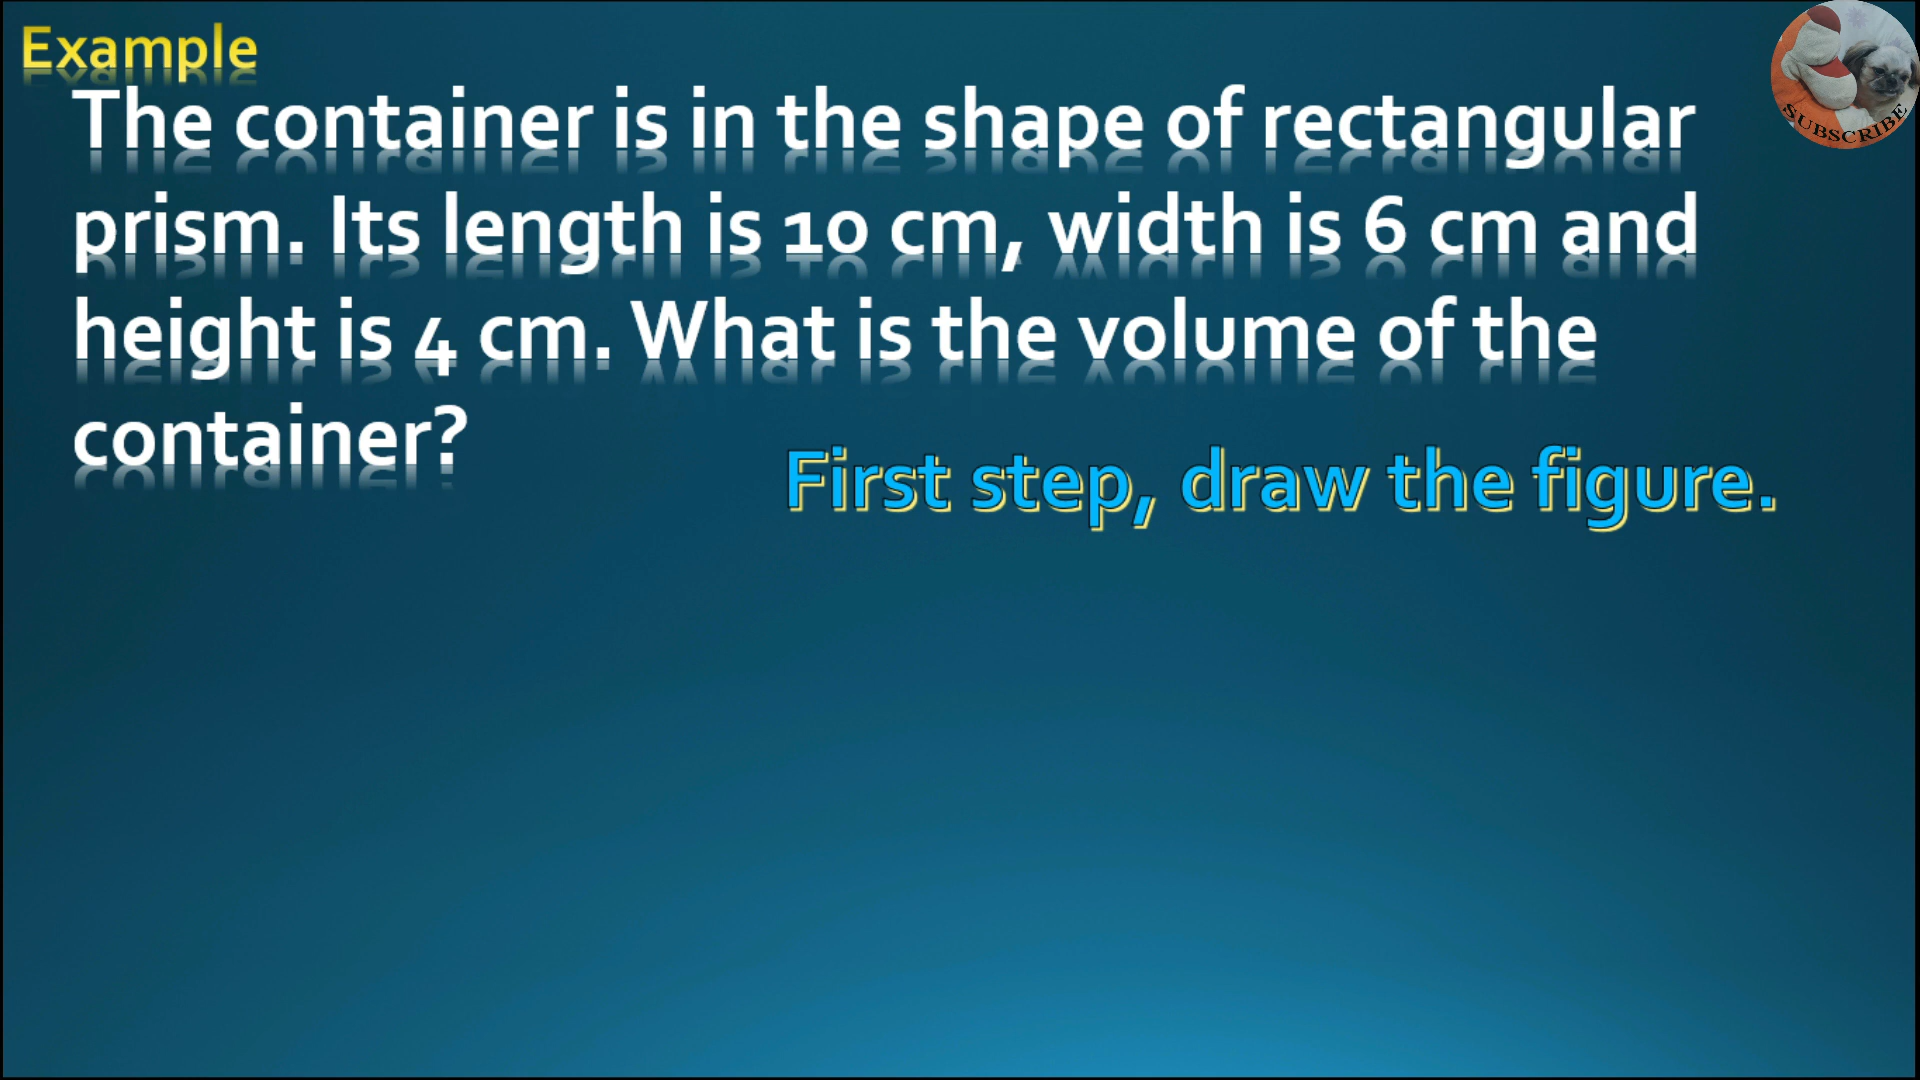 Example
The container is in the shape of rectangular
prism. Its length is 10 cm, width is 6 cm and
height is 4 cm. What is the volume of the
container?
First step, draw the figure.
SUBSCRIBE